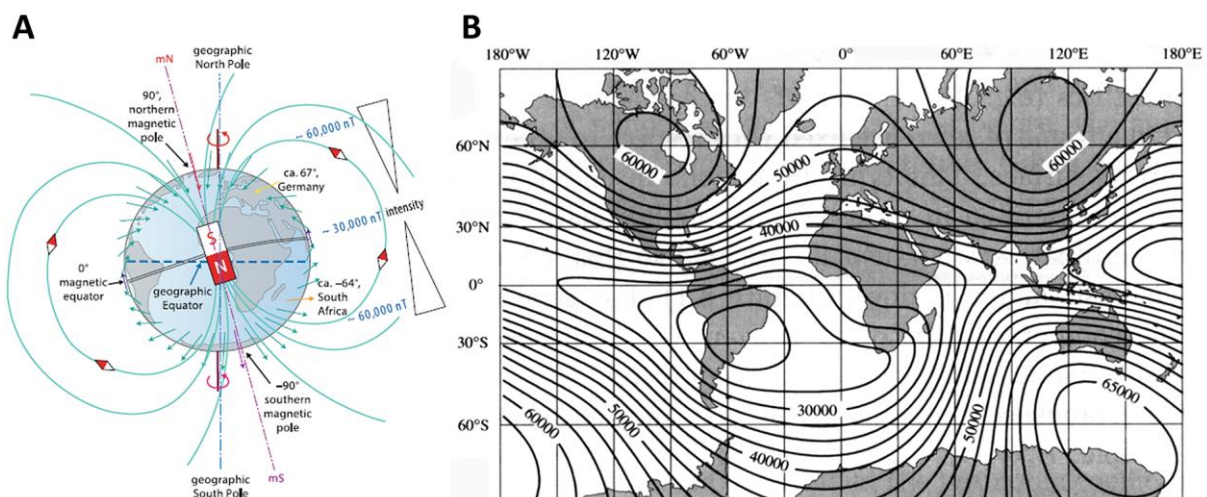 A
mN
geographic
North Pole
90°,
northern
magnetic
pole
~ 60,000 nT
ca. 67°,
Germany
~ 30,000 nT
intensity
S
N
0°
magnetic
equator
geographic
Equator
ca. –64°,
South
Africa
~ 60,000 nT
–90°
southern
magnetic
pole
geographic
South Pole
mS
B
180°W
120°W
60°W
0°
60°E
120°E
180°E
60°N
30°N
0°
30°S
60°S
60000
50000
60000
40000
30000
65000
60000
50000
50000
40000